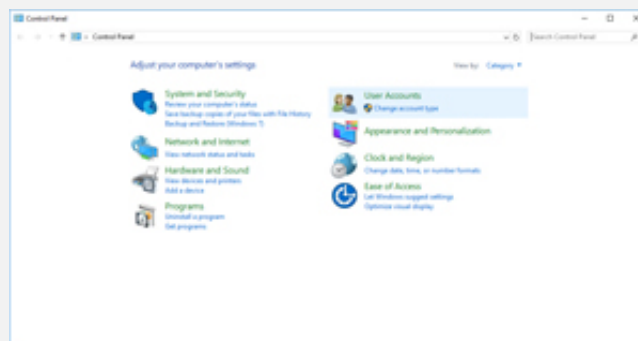 Control Panel
Control Panel
Search Control Panel
Adjust your computer's settings
View by: Category
System and Security
Review your computer's status
Save backup copies of your files with File History
Backup and Restore (Windows 7)
Network and Internet
View network status and tasks
Hardware and Sound
View devices and printers
Add a device
Programs
Uninstall a program
Get programs
User Accounts
Change account type
Appearance and Personalization
Clock and Region
Change date, time, or number formats
Ease of Access
Let Windows suggest settings
Optimize visual display